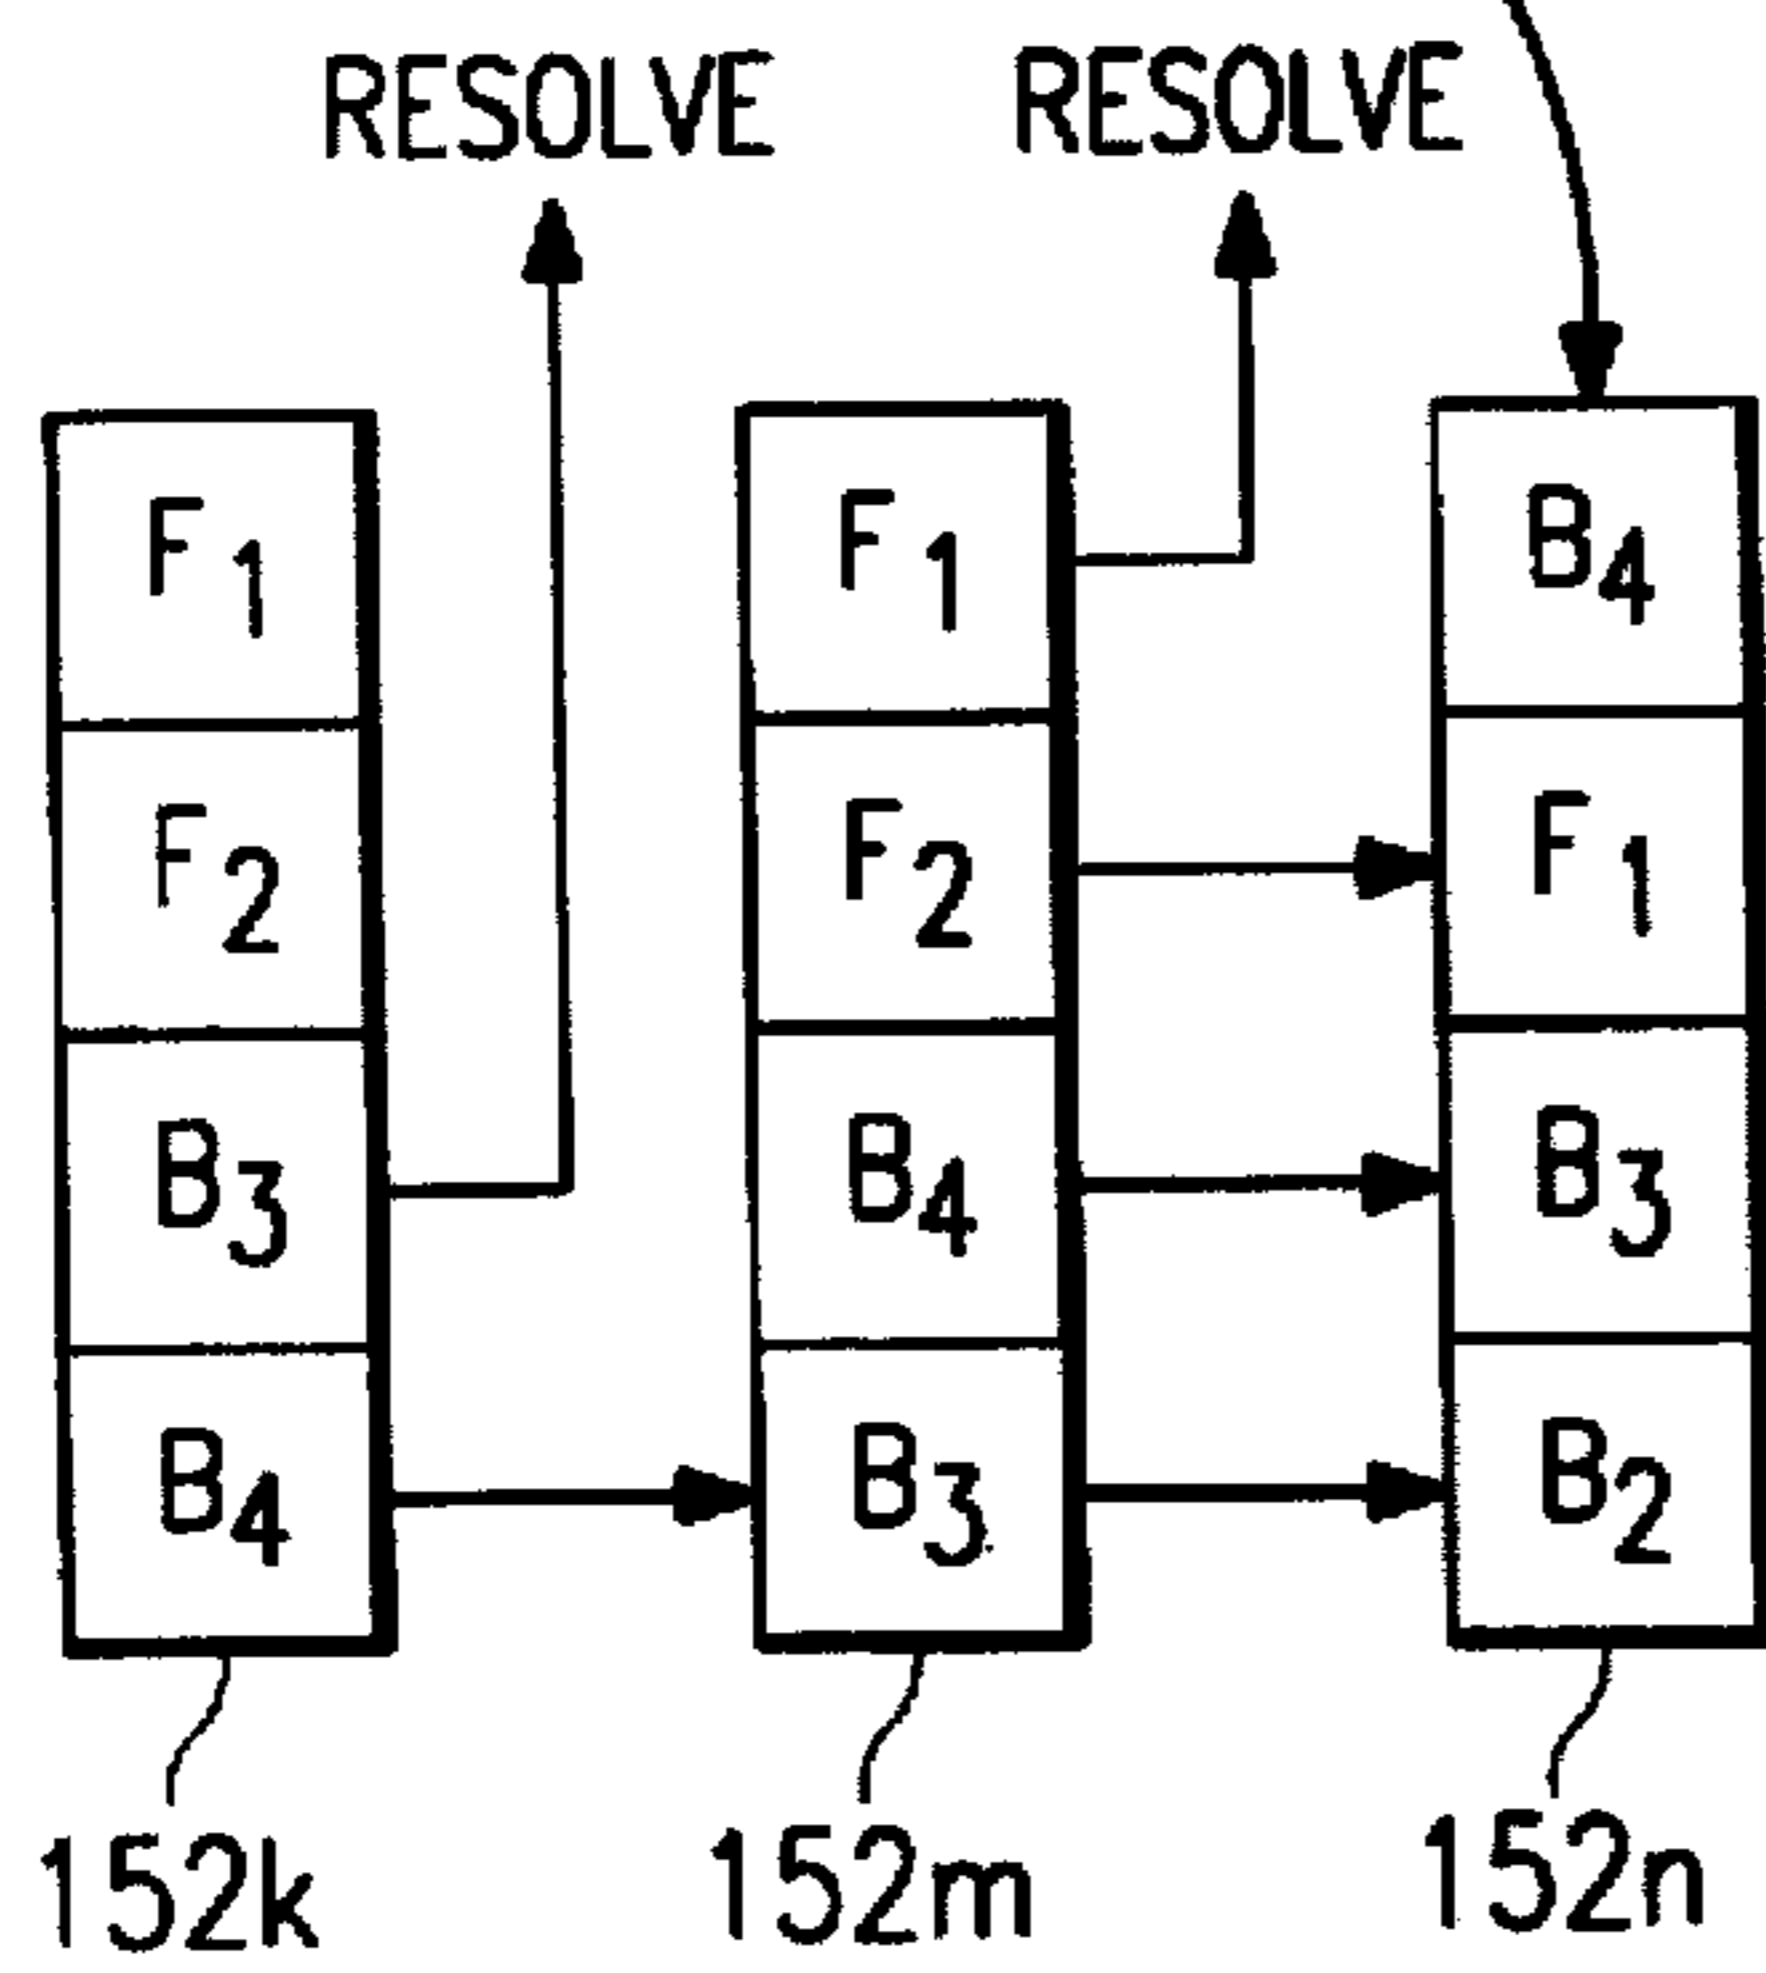 RESOLVE RESOLVE
F1 F1 B4
F2 F2 F1
B3 B4 B3
B4 B3 B2
152k 152m 152n